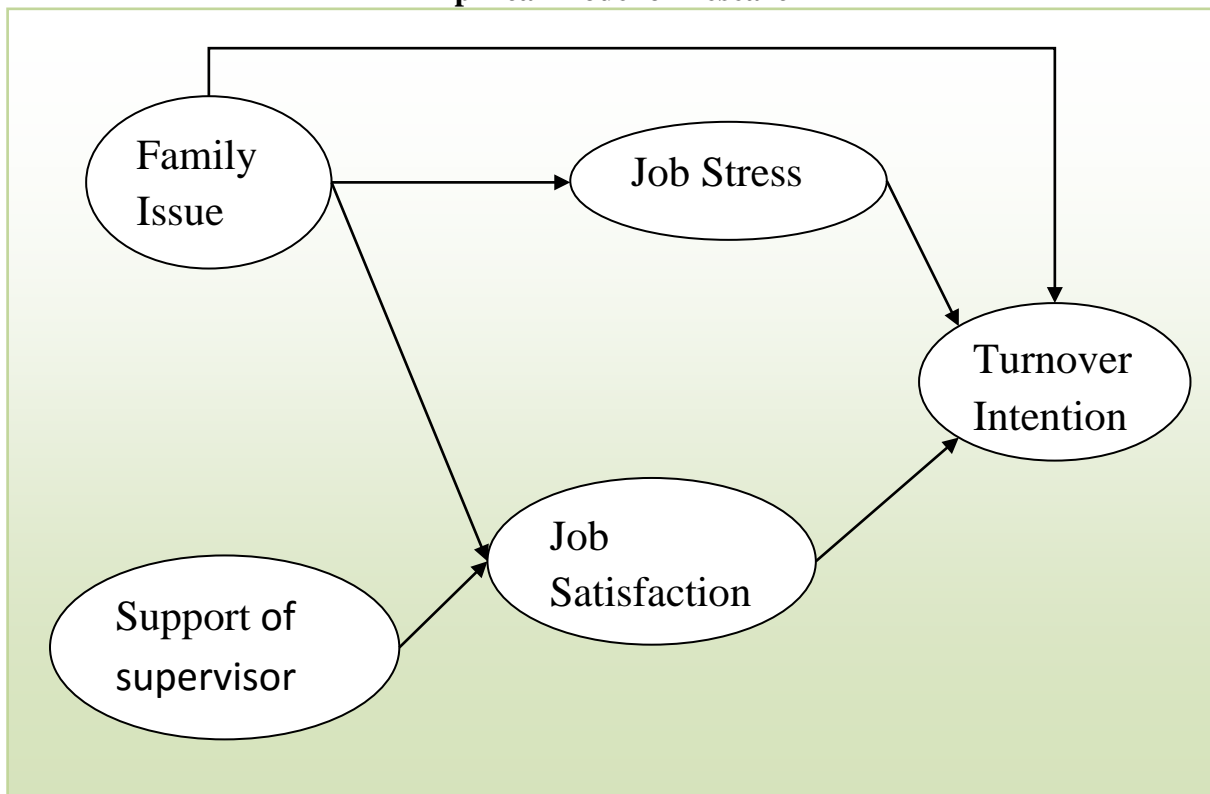 Family
Issue
Job Stress
Turnover
Intention
Job
Satisfaction
Support of
supervisor